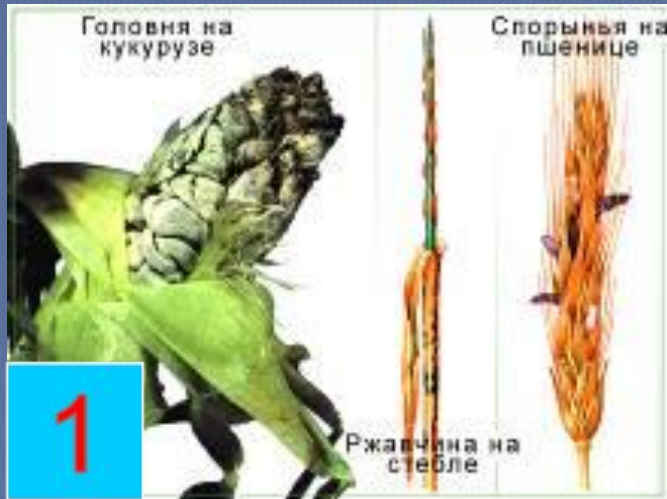 Головня на
кукурузе
Спорынья на
пшенице
Ржавчина на
стебле
1